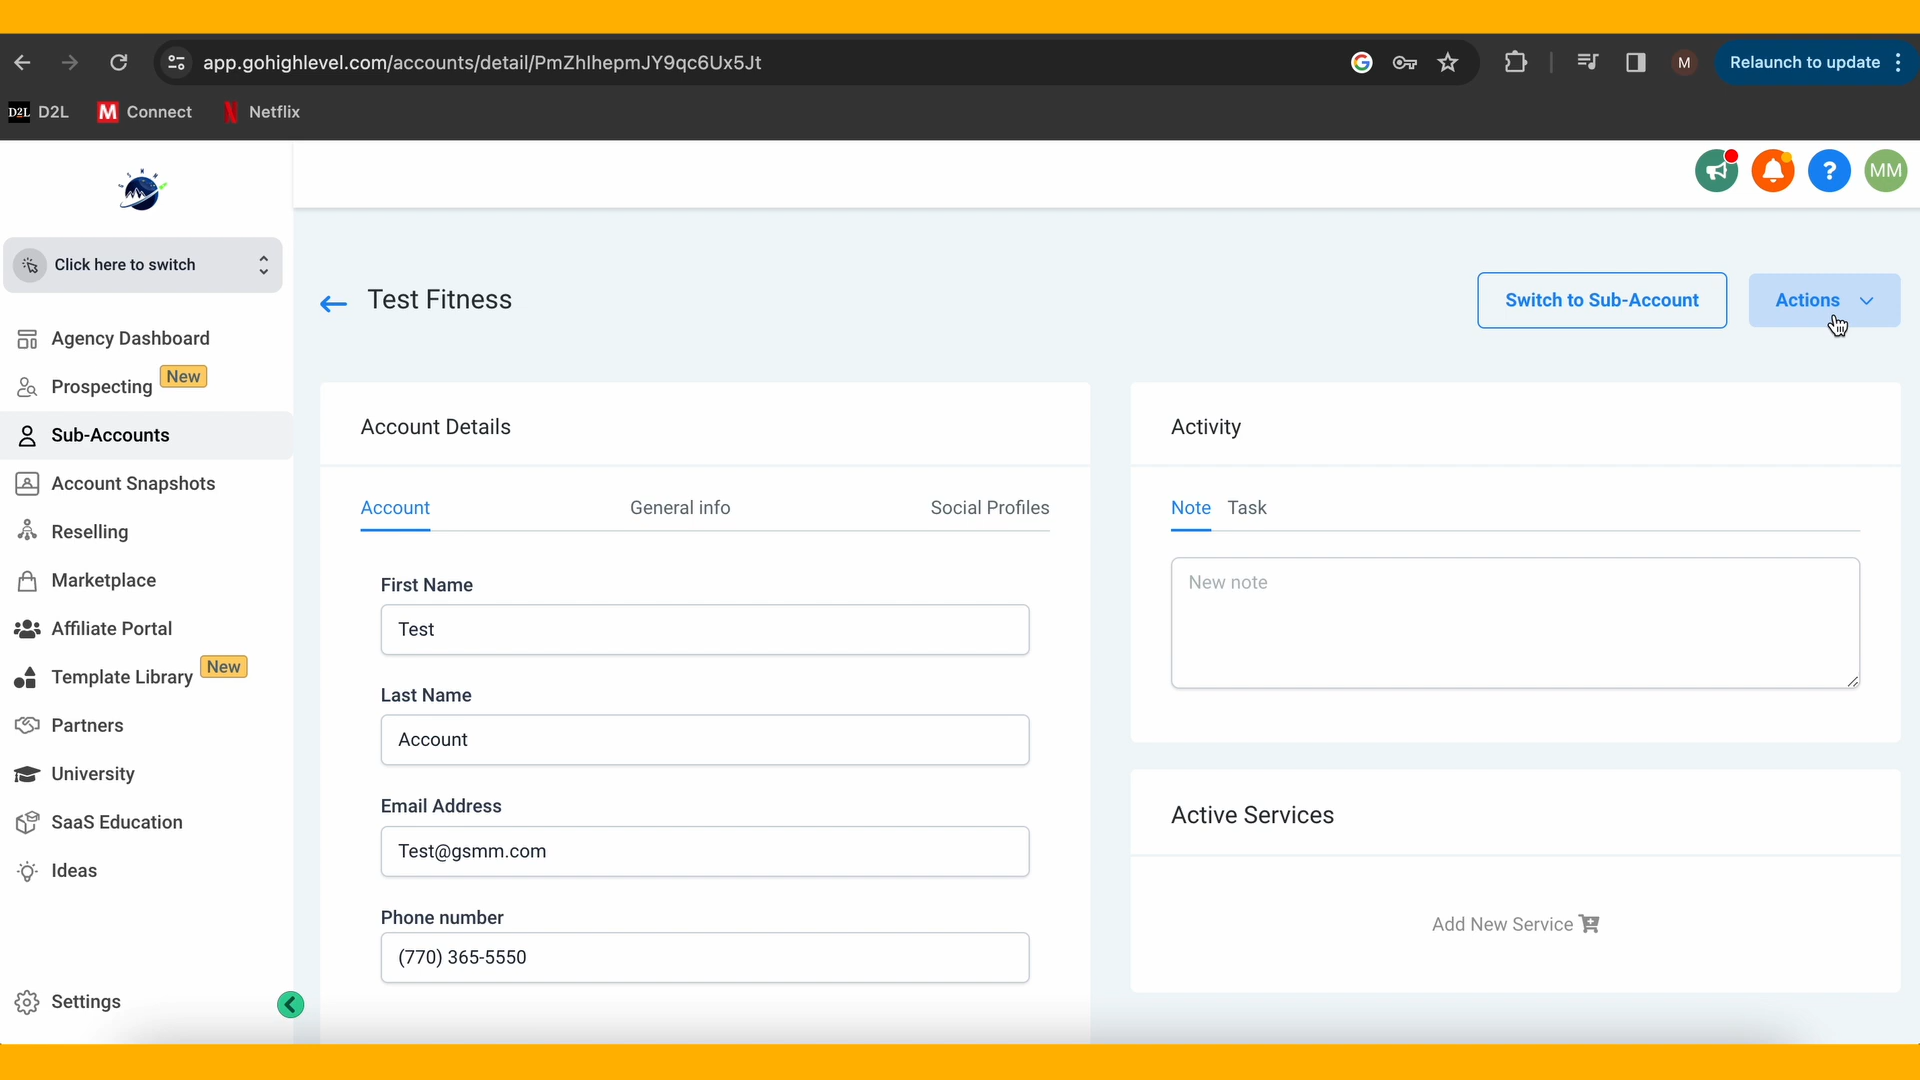 app.gohighlevel.com/accounts/detail/PmZhlhepmJY9qc6Ux5Jt
M
Relaunch to update
D2L D2L
M Connect
Netflix
? MM
Click here to switch
Test Fitness
Switch to Sub-Account
Actions
Agency Dashboard
Prospecting New
Sub-Accounts
Account Snapshots
Reselling
Marketplace
Affiliate Portal
Template Library New
Partners
University
SaaS Education
Ideas
Settings
Account Details
Account General info Social Profiles
First Name
Test
Last Name
Account
Email Address
Test@gsmm.com
Phone number
(770) 365-5550
Activity
Note Task
New note
Active Services
Add New Service